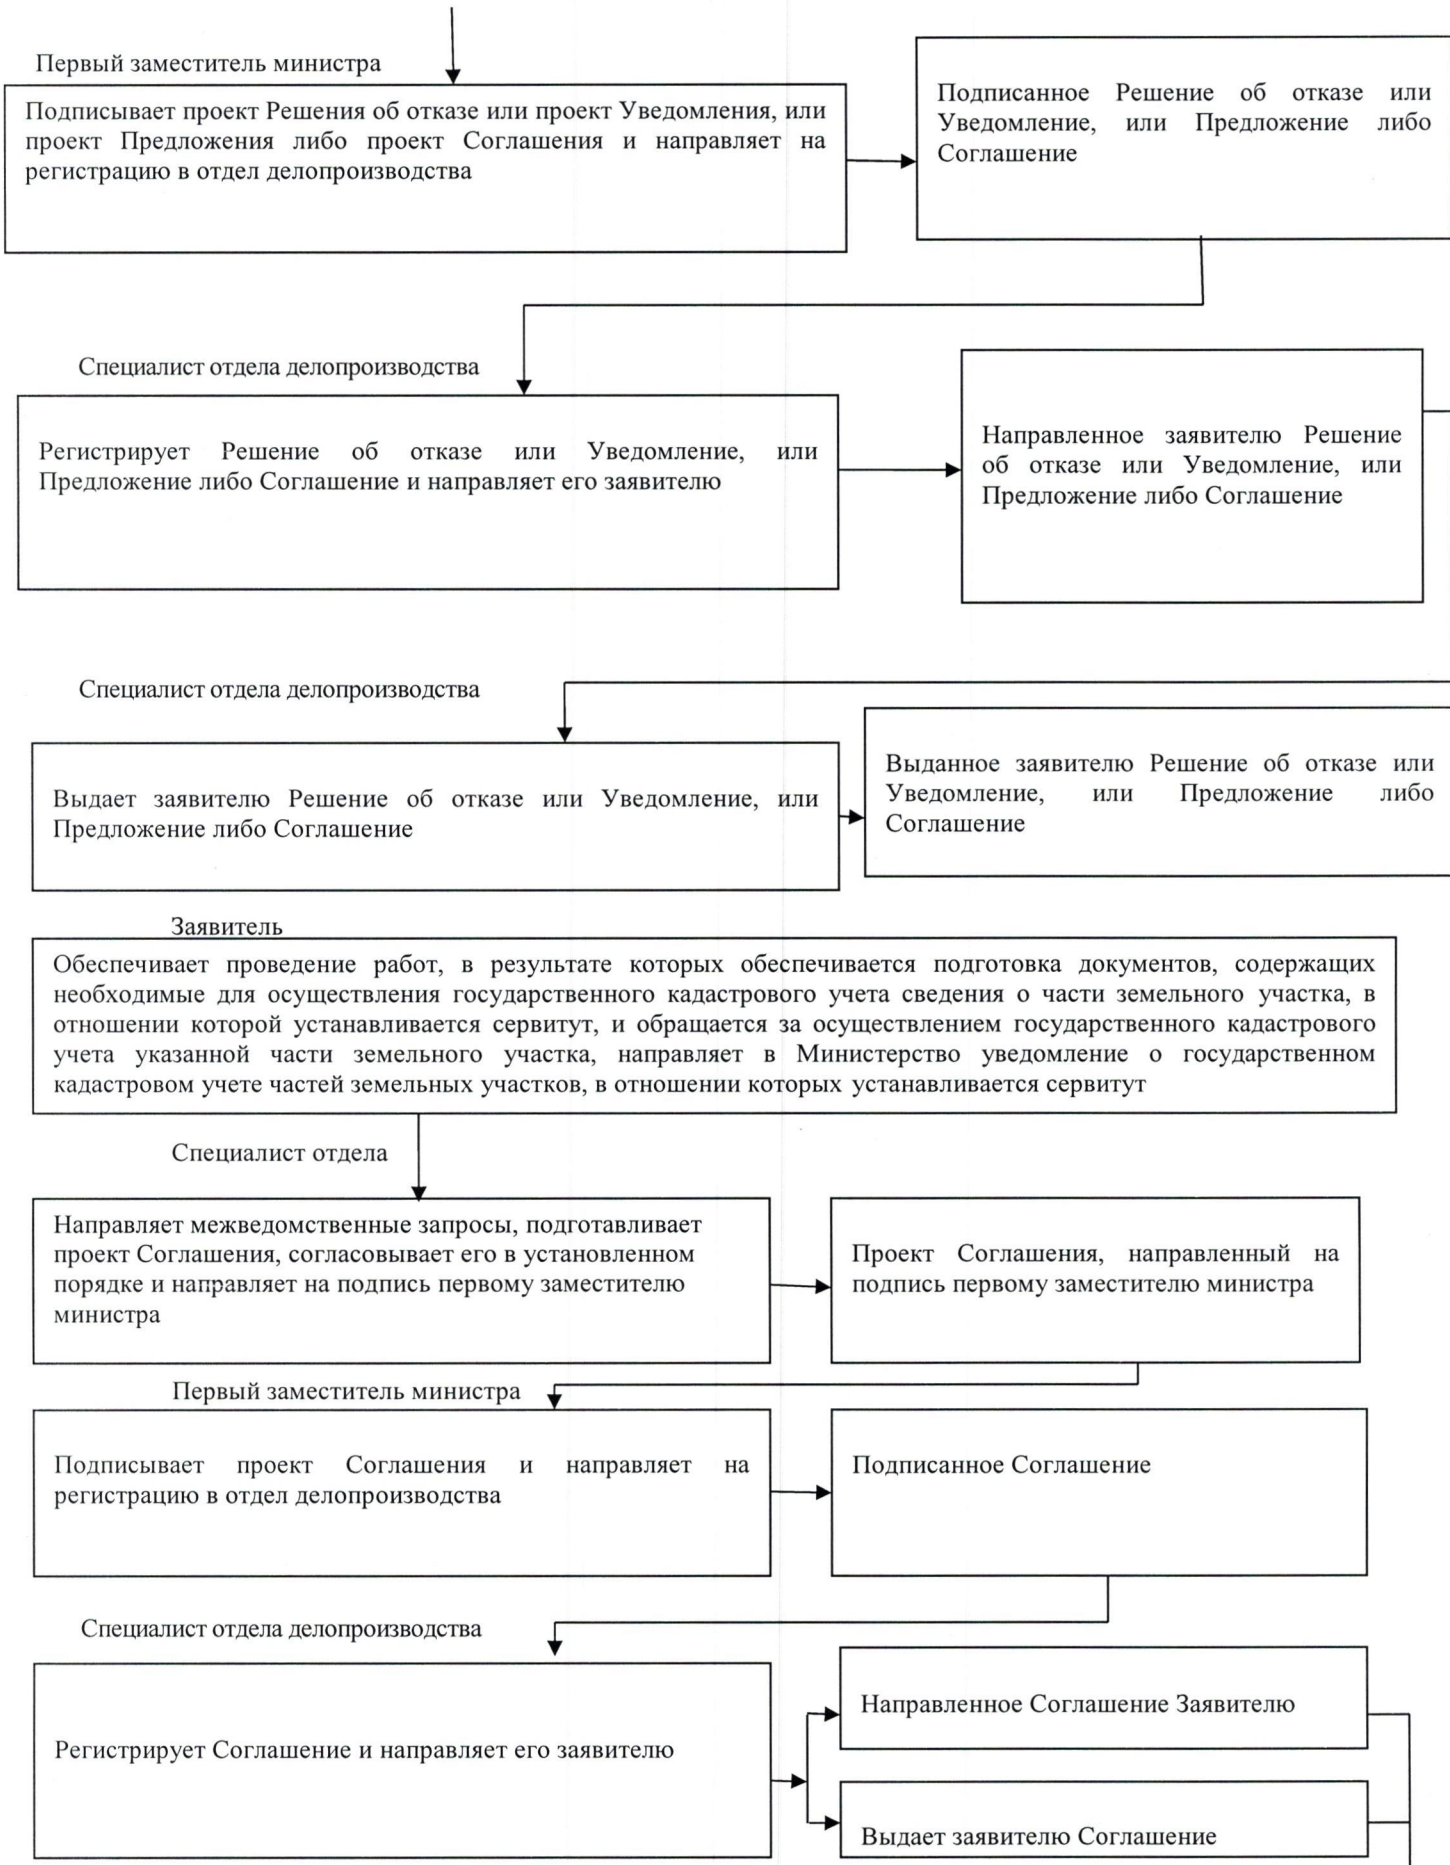 Первый заместитель министра
Подписывает проект Решения об отказе или проект Уведомления, или
проект Предложения либо проект Соглашения и направляет на
регистрацию в отдел делопроизводства
Подписанное Решение об отказе или
Уведомление, или Предложение либо
Соглашение
Специалист отдела делопроизводства
Регистрирует Решение об отказе или Уведомление, или
Предложение либо Соглашение и направляет его заявителю
Направленное заявителю Решение
об отказе или Уведомление, или
Предложение либо Соглашение
Специалист отдела делопроизводства
Выдает заявителю Решение об отказе или Уведомление, или
Предложение либо Соглашение
Выданное заявителю Решение об отказе или
Уведомление, или Предложение либо
Соглашение
Заявитель
Обеспечивает проведение работ, в результате которых обеспечивается подготовка документов, содержащих
необходимые для осуществления государственного кадастрового учета сведения о части земельного участка, в
отношении которой устанавливается сервитут, и обращается за осуществлением государственного кадастрового
учета указанной части земельного участка, направляет в Министерство уведомление о государственном
кадастровом учете частей земельных участков, в отношении которых устанавливается сервитут
Специалист отдела
Направляет межведомственные запросы, подготавливает
проект Соглашения, согласовывает его в установленном
порядке и направляет на подпись первому заместителю
министра
Проект Соглашения, направленный на
подпись первому заместителю министра
Первый заместитель министра
Подписывает проект Соглашения и направляет на
регистрацию в отдел делопроизводства
Подписанное Соглашение
Специалист отдела делопроизводства
Регистрирует Соглашение и направляет его заявителю
Направленное Соглашение Заявителю
Выдает заявителю Соглашение